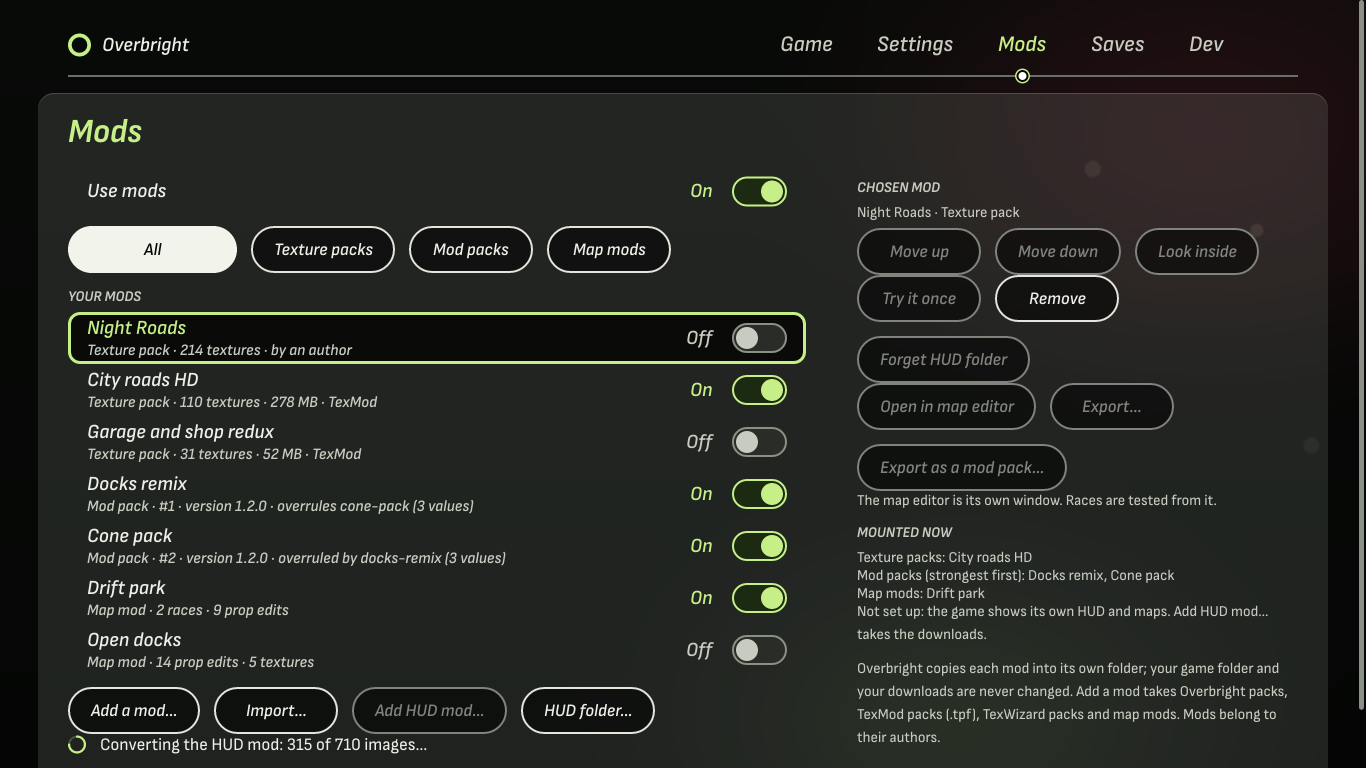 Overbright
Game Settings Mods Saves Dev
Mods
Use mods On
All Texture packs Mod packs Map mods
YOUR MODS
Night Roads Off
Texture pack · 214 textures · by an author
City roads HD On
Texture pack · 110 textures · 278 MB · TexMod
Garage and shop redux Off
Texture pack · 31 textures · 52 MB · TexMod
Docks remix On
Mod pack · #1 · version 1.2.0 · overrules cone-pack (3 values)
Cone pack On
Mod pack · #2 · version 1.2.0 · overruled by docks-remix (3 values)
Drift park On
Map mod · 2 races · 9 prop edits
Open docks Off
Map mod · 14 prop edits · 5 textures
Add a mod... Import... Add HUD mod... HUD folder...
Converting the HUD mod: 315 of 710 images...
CHOSEN MOD
Night Roads · Texture pack
Move up Move down Look inside
Try it once Remove
Forget HUD folder
Open in map editor Export...
Export as a mod pack...
The map editor is its own window. Races are tested from it.
MOUNTED NOW
Texture packs: City roads HD
Mod packs (strongest first): Docks remix, Cone pack
Map mods: Drift park
Not set up: the game shows its own HUD and maps. Add HUD mod...
takes the downloads.
Overbright copies each mod into its own folder; your game folder and
your downloads are never changed. Add a mod takes Overbright packs,
TexMod packs (.tpf), TexWizard packs and map mods. Mods belong to
their authors.